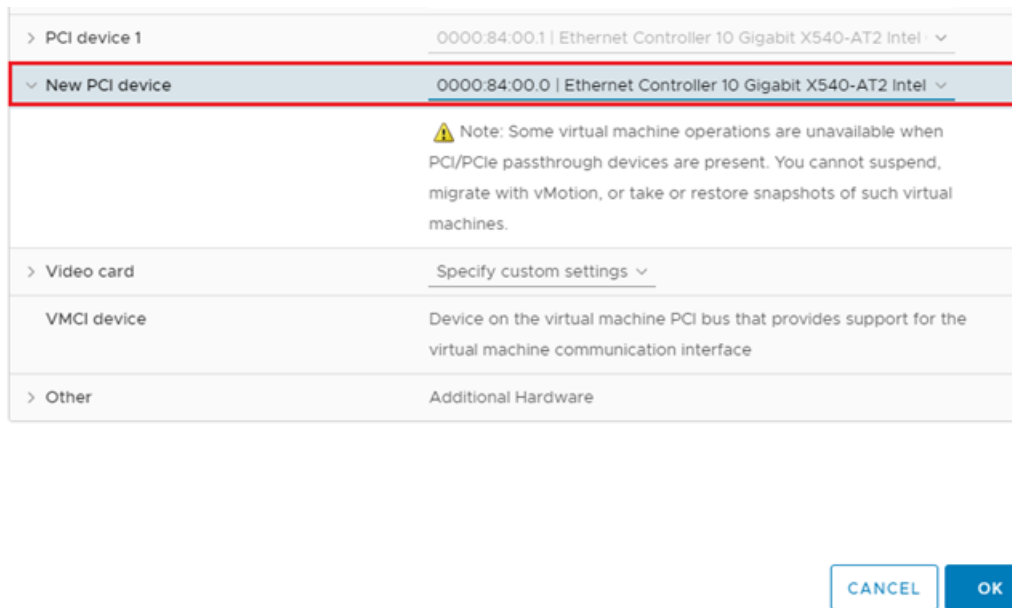 PCI device 1
0000:84:00.1 | Ethernet Controller 10 Gigabit X540-AT2 Intel
New PCI device
0000:84:00.0 | Ethernet Controller 10 Gigabit X540-AT2 Intel
Note: Some virtual machine operations are unavailable when
PCI/PCIe passthrough devices are present. You cannot suspend,
migrate with vMotion, or take or restore snapshots of such virtual
machines.
Video card
Specify custom settings
VMCI device
Device on the virtual machine PCI bus that provides support for the
virtual machine communication interface
Other
Additional Hardware
CANCEL
OK